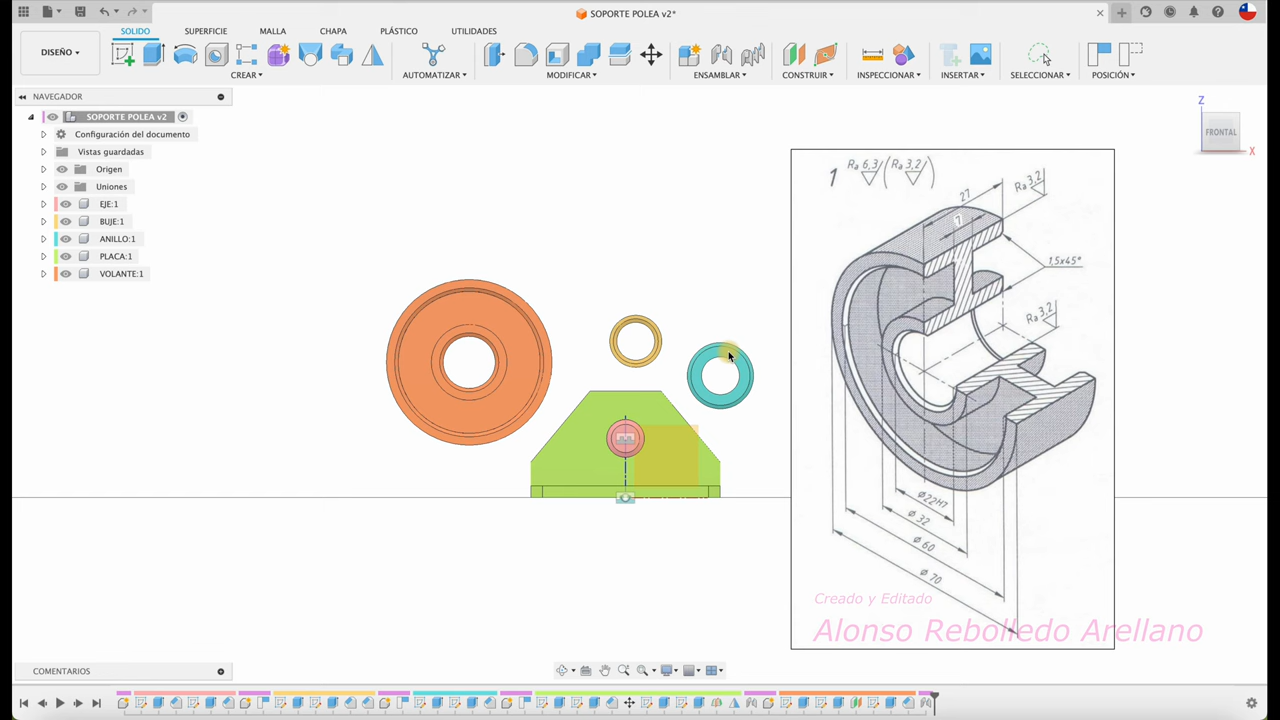 SOPORTE POLEA v2*
DISEÑO
SOLIDO
SUPERFICIE
MALLA
CHAPA
PLÁSTICO
UTILIDADES
CREAR
AUTOMATIZAR
MODIFICAR
ENSAMBLAR
CONSTRUIR
INSPECCIONAR
INSERTAR
SELECCIONAR
POSICIÓN
NAVEGADOR
SOPORTE POLEA v2
Configuración del documento
Vistas guardadas
Origen
Uniones
EJE:1
BUJE:1
ANILLO:1
PLACA:1
VOLANTE:1
Z
FRONTAL
X
1
Ra 6,3 (Ra 3,2)
27
Ra 3,2
7
1,5x45°
Ra 3,2
Ø22H7
Ø 32
Ø 60
Ø 70
Creado y Editado
Alonso Rebolledo Arellano
COMENTARIOS